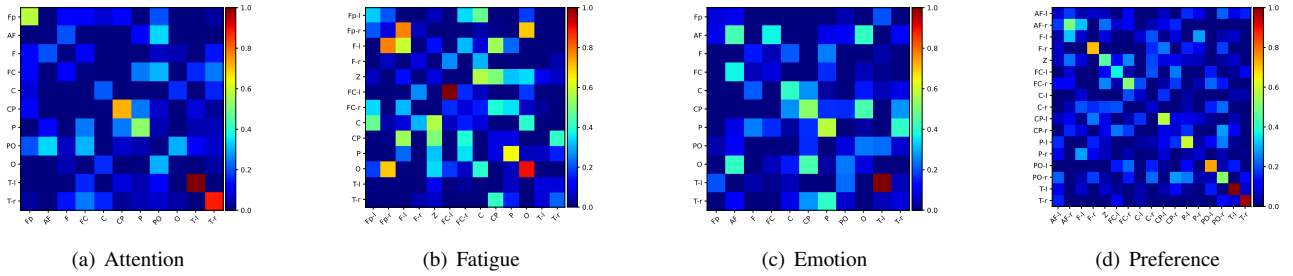 Fp
AF
F
FC
C
CP
P
PO
O
T-l
T-r
Fp
AF
F
FC
C
CP
P
PO
O
T-l
T-r
1.0
0.8
0.6
0.4
0.2
0.0
(a) Attention
Fp-l
Fp-r
F-l
F-r
Z
FC-l
FC-r
C
CP
P
O
T-l
T-r
Fp-l
Fp-r
F-l
F-r
Z
FC-l
FC-r
C
CP
P
O
T-l
T-r
1.0
0.8
0.6
0.4
0.2
0.0
(b) Fatigue
Fp
AF
F
FC
C
CP
P
PO
O
T-l
T-r
Fp
AF
F
FC
C
CP
P
PO
O
T-l
T-r
1.0
0.8
0.6
0.4
0.2
0.0
(c) Emotion
AF-l
AF-r
F-l
F-r
Z
FC-l
FC-r
C-l
C-r
CP-l
CP-r
P-l
P-r
PO-l
PO-r
T-l
T-r
AF-l
AF-r
F-l
F-r
Z
FC-l
FC-r
C-l
C-r
CP-l
CP-r
P-l
P-r
PO-l
PO-r
T-l
T-r
1.0
0.8
0.6
0.4
0.2
0.0
(d) Preference